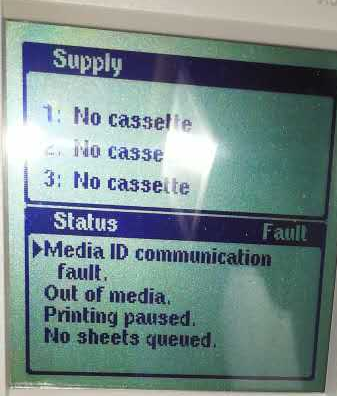 Supply
1: No cassette
2: No casse
3: No cassette
Status Fault
▶Media ID communication
fault.
Out of media.
Printing paused.
No sheets queued.